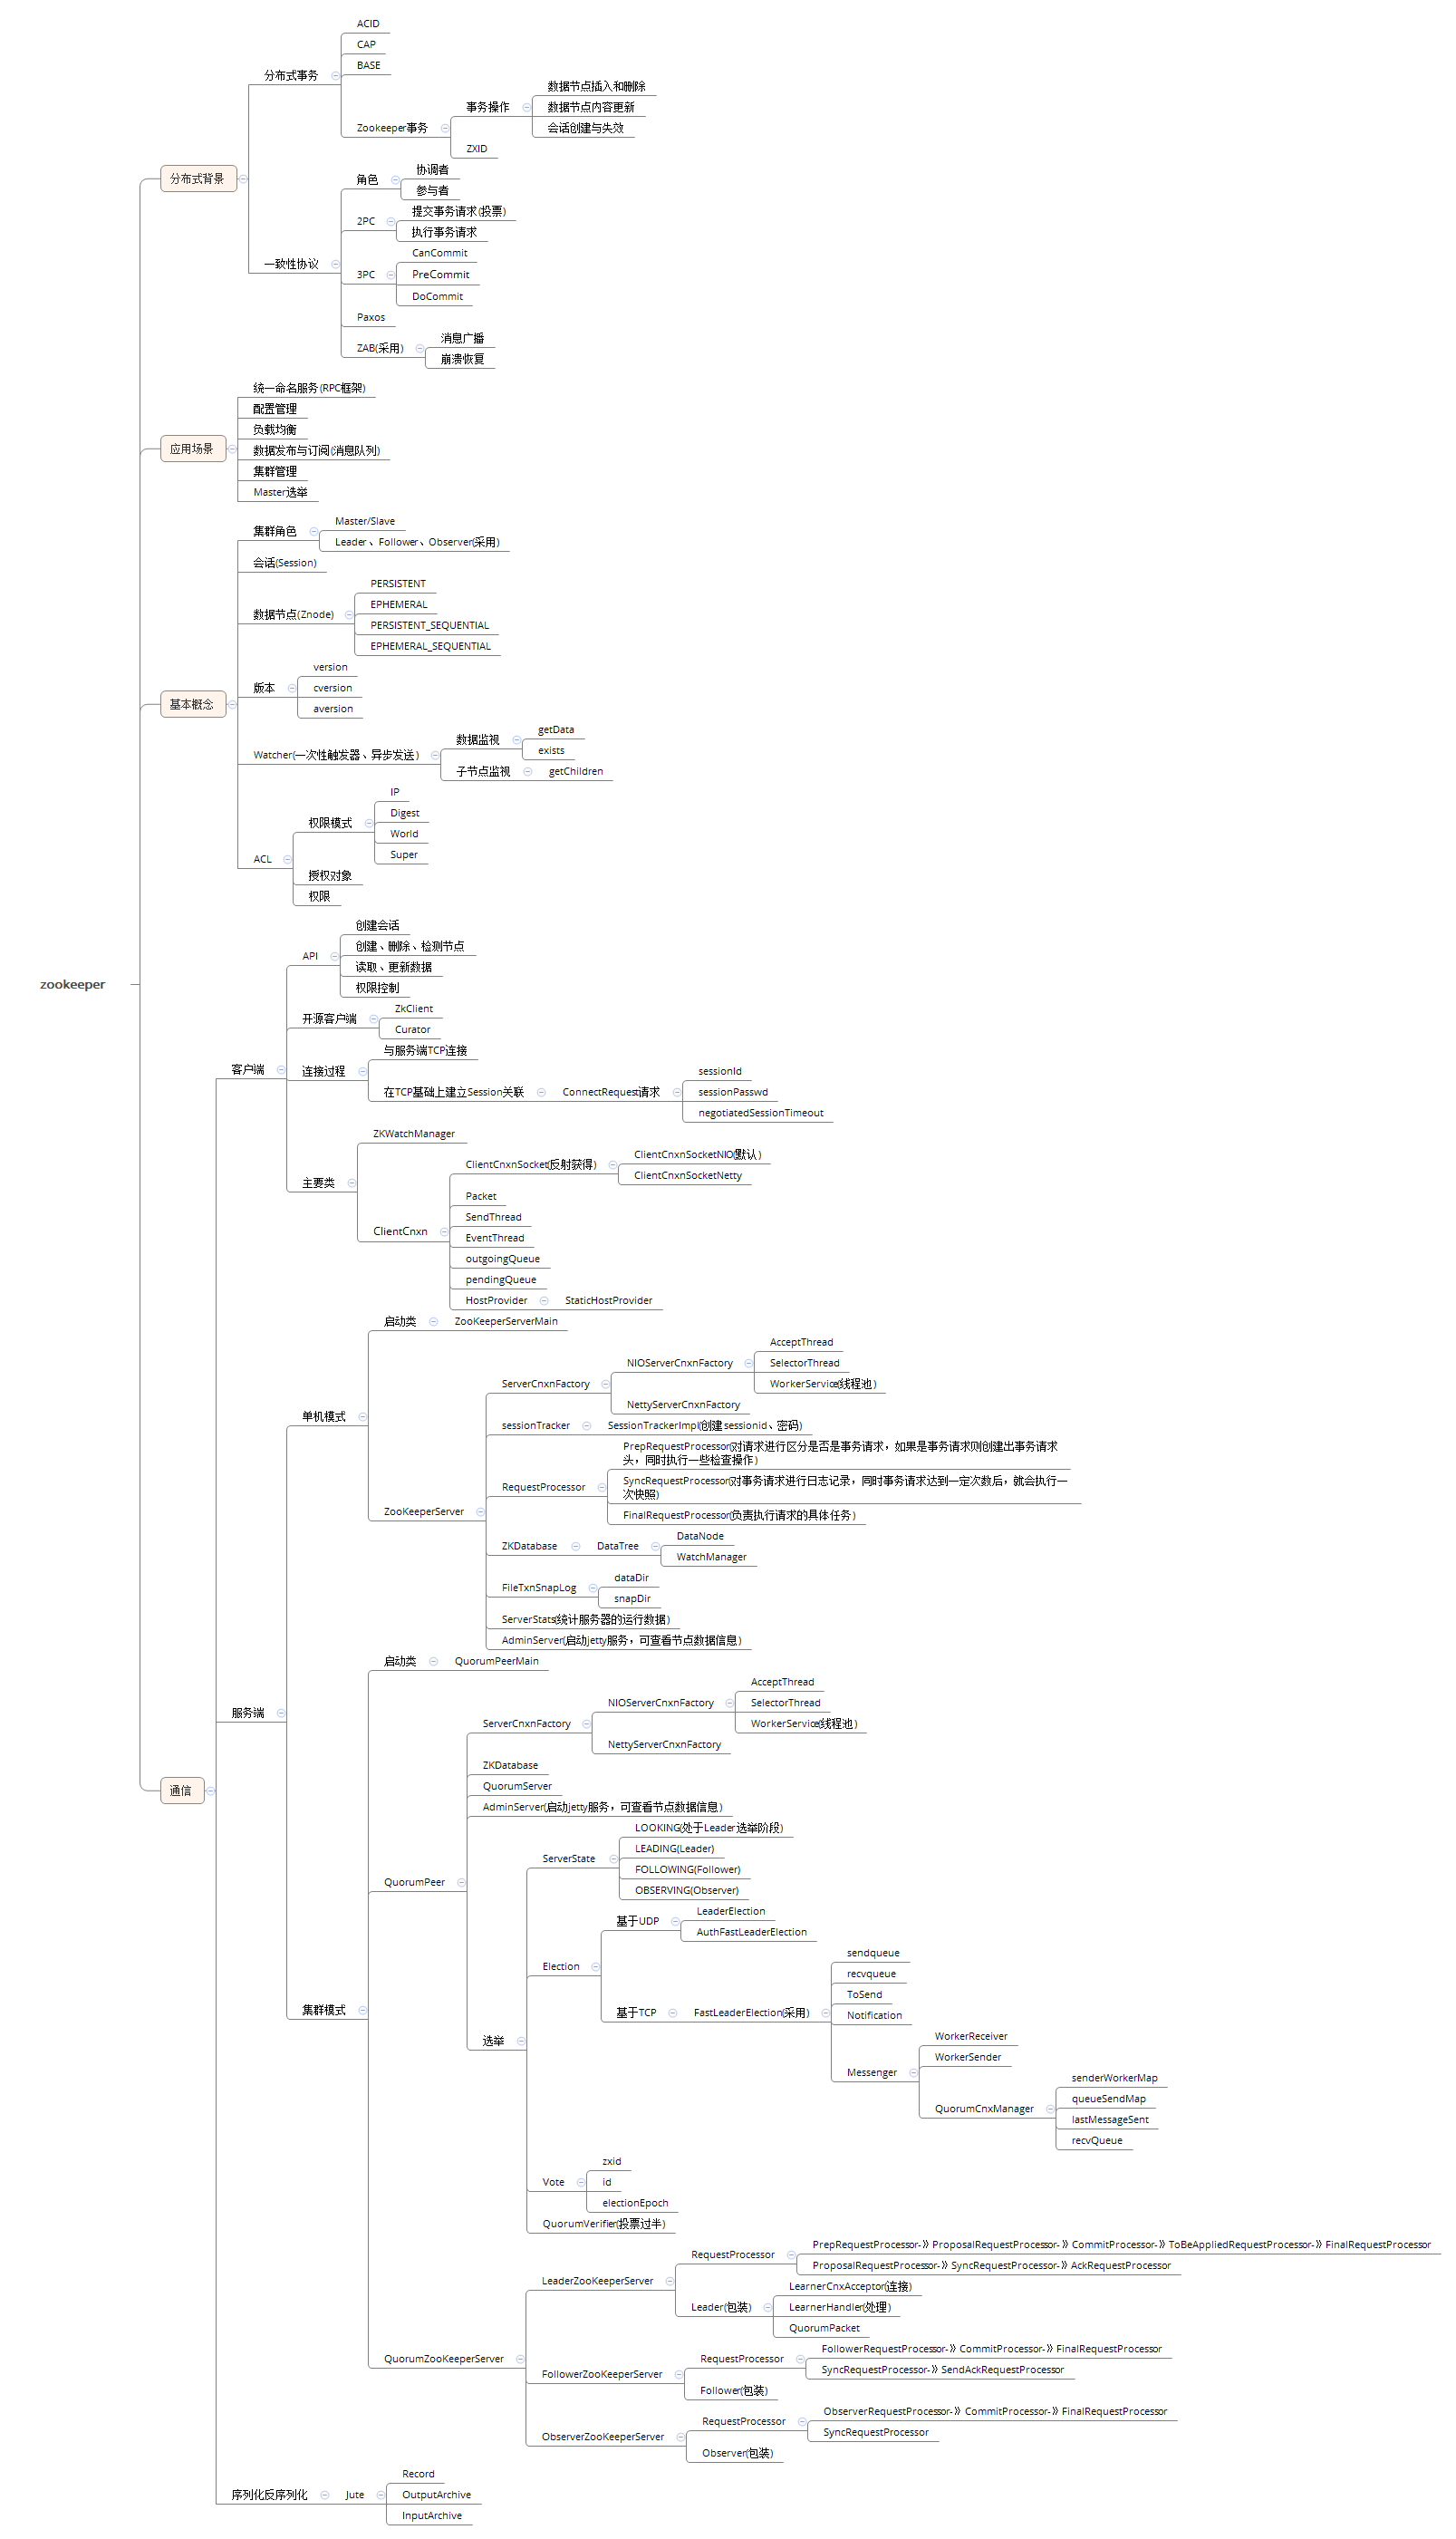 zookeeper
分布式背景
分布式事务
ACID
CAP
BASE
Zookeeper事务
事务操作
数据节点插入和删除
数据节点内容更新
会话创建与失效
ZXID
一致性协议
角色
协调者
参与者
2PC
提交事务请求(投票)
执行事务请求
3PC
CanCommit
PreCommit
DoCommit
Paxos
ZAB(采用)
消息广播
崩溃恢复
应用场景
统一命名服务(RPC框架)
配置管理
负载均衡
数据发布与订阅(消息队列)
集群管理
Master选举
基本概念
集群角色
Master/Slave
Leader、Follower、Observer(采用)
会话(Session)
数据节点(Znode)
PERSISTENT
EPHEMERAL
PERSISTENT_SEQUENTIAL
EPHEMERAL_SEQUENTIAL
版本
version
cversion
aversion
Watcher(一次性触发器、异步发送)
数据监视
getData
exists
子节点监视
getChildren
ACL
权限模式
IP
Digest
World
Super
授权对象
权限
通信
客户端
API
创建会话
创建、删除、检测节点
读取、更新数据
权限控制
开源客户端
ZkClient
Curator
连接过程
与服务端TCP连接
在TCP基础上建立Session关联
ConnectRequest请求
sessionId
sessionPasswd
negotiatedSessionTimeout
主要类
ZKWatchManager
ClientCnxn
ClientCnxnSocket(反射获得)
ClientCnxnSocketNIO(默认)
ClientCnxnSocketNetty
Packet
SendThread
EventThread
outgoingQueue
pendingQueue
HostProvider
StaticHostProvider
服务端
单机模式
启动类
ZooKeeperServerMain
ZooKeeperServer
ServerCnxnFactory
NIOServerCnxnFactory
AcceptThread
SelectorThread
WorkerService(线程池)
NettyServerCnxnFactory
sessionTracker
SessionTrackerImpl(创建sessionid、密码)
RequestProcessor
PrepRequestProcessor(对请求进行区分是否是事务请求，如果是事务请求则创建出事务请求
头，同时执行一些检查操作)
SyncRequestProcessor(对事务请求进行日志记录，同时事务请求达到一定次数后，就会执行一
次快照)
FinalRequestProcessor(负责执行请求的具体任务)
ZKDatabase
DataTree
DataNode
WatchManager
FileTxnSnapLog
dataDir
snapDir
ServerStats(统计服务器的运行数据)
AdminServer(启动jetty服务，可查看节点数据信息)
集群模式
启动类
QuorumPeerMain
QuorumPeer
ServerCnxnFactory
NIOServerCnxnFactory
AcceptThread
SelectorThread
WorkerService(线程池)
NettyServerCnxnFactory
ZKDatabase
QuorumServer
AdminServer(启动jetty服务，可查看节点数据信息)
选举
ServerState
LOOKING(处于Leader选举阶段)
LEADING(Leader)
FOLLOWING(Follower)
OBSERVING(Observer)
Election
基于UDP
LeaderElection
AuthFastLeaderElection
基于TCP
FastLeaderElection(采用)
sendqueue
recvqueue
ToSend
Notification
Messenger
WorkerReceiver
WorkerSender
QuorumCnxManager
senderWorkerMap
queueSendMap
lastMessageSent
recvQueue
Vote
zxid
id
electionEpoch
QuorumVerifier(投票过半)
QuorumZooKeeperServer
LeaderZooKeeperServer
RequestProcessor
PrepRequestProcessor-》ProposalRequestProcessor-》CommitProcessor-》ToBeAppliedRequestProcessor-》FinalRequestProcessor
ProposalRequestProcessor-》SyncRequestProcessor-》AckRequestProcessor
Leader(包装)
LearnerCnxAcceptor(连接)
LearnerHandler(处理)
QuorumPacket
FollowerZooKeeperServer
RequestProcessor
FollowerRequestProcessor-》CommitProcessor-》FinalRequestProcessor
SyncRequestProcessor-》SendAckRequestProcessor
Follower(包装)
ObserverZooKeeperServer
RequestProcessor
ObserverRequestProcessor-》CommitProcessor-》FinalRequestProcessor
SyncRequestProcessor
Observer(包装)
序列化反序列化
Jute
Record
OutputArchive
InputArchive